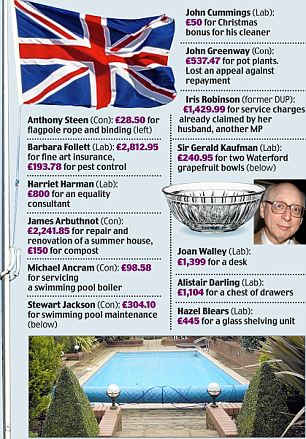 John Cummings (Lab):
£50 for Christmas
bonus for his cleaner
John Greenway (Con):
£537.47 for pot plants.
Lost an appeal against
repayment
Iris Robinson (former DUP):
£1,429.99 for service charges
already claimed by her
husband, another MP
Sir Gerald Kaufman (Lab):
£240.95 for two Waterford
grapefruit bowls (below)
Anthony Steen (Con): £28.50 for
flagpole rope and binding (left)
Barbara Follett (Lab): £2,812.95
for fine art insurance,
£193.78 for pest control
Harriet Harman (Lab):
£800 for an equality
consultant
James Arbuthnot (Con):
£2,241.85 for repair and
renovation of a summer house,
£150 for compost
Michael Ancram (Con): £98.58
for servicing
a swimming pool boiler
Stewart Jackson (Con): £304.10
for swimming pool maintenance
(below)
Joan Walley (Lab):
£1,399 for a desk
Alistair Darling (Lab):
£1,104 for a chest of drawers
Hazel Blears (Lab):
£445 for a glass shelving unit